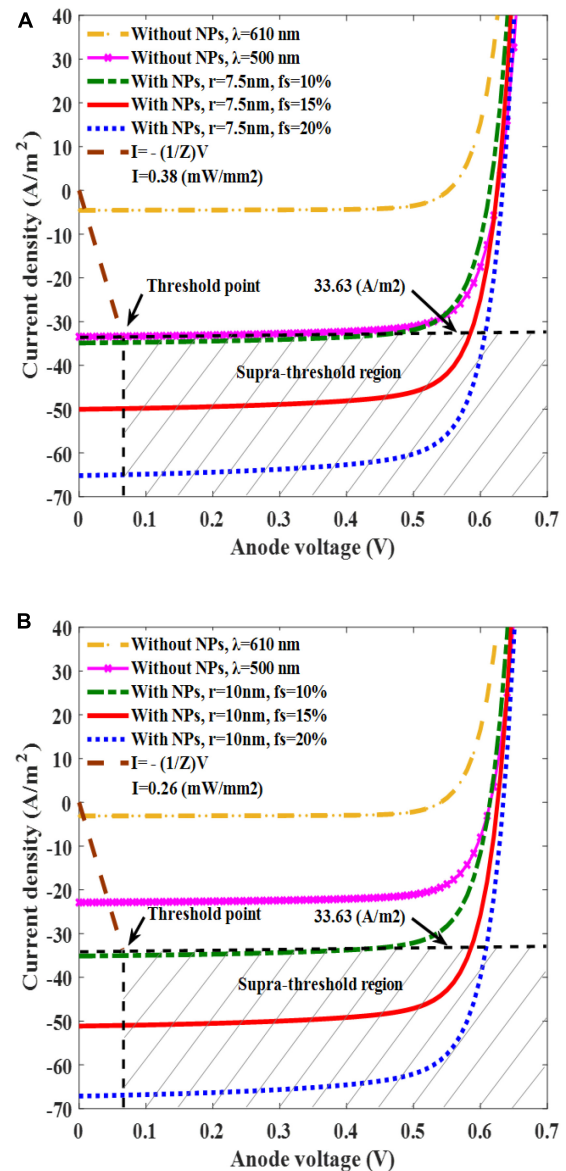 A
40
30
20
10
0
-10
-20
-30
-40
-50
-60
-70
Current density (A/m²)
Without NPs, λ=610 nm
Without NPs, λ=500 nm
With NPs, r=7.5nm, fs=10%
With NPs, r=7.5nm, fs=15%
With NPs, r=7.5nm, fs=20%
I= - (1/Z)V
I=0.38 (mW/mm2)
Threshold point
33.63 (A/m2)
Supra-threshold region
0 0.1 0.2 0.3 0.4 0.5 0.6 0.7
Anode voltage (V)
B
40
30
20
10
0
-10
-20
-30
-40
-50
-60
-70
Current density (A/m²)
Without NPs, λ=610 nm
Without NPs, λ=500 nm
With NPs, r=10nm, fs=10%
With NPs, r=10nm, fs=15%
With NPs, r=10nm, fs=20%
I= - (1/Z)V
I=0.26 (mW/mm2)
Threshold point
33.63 (A/m2)
Supra-threshold region
0 0.1 0.2 0.3 0.4 0.5 0.6 0.7
Anode voltage (V)